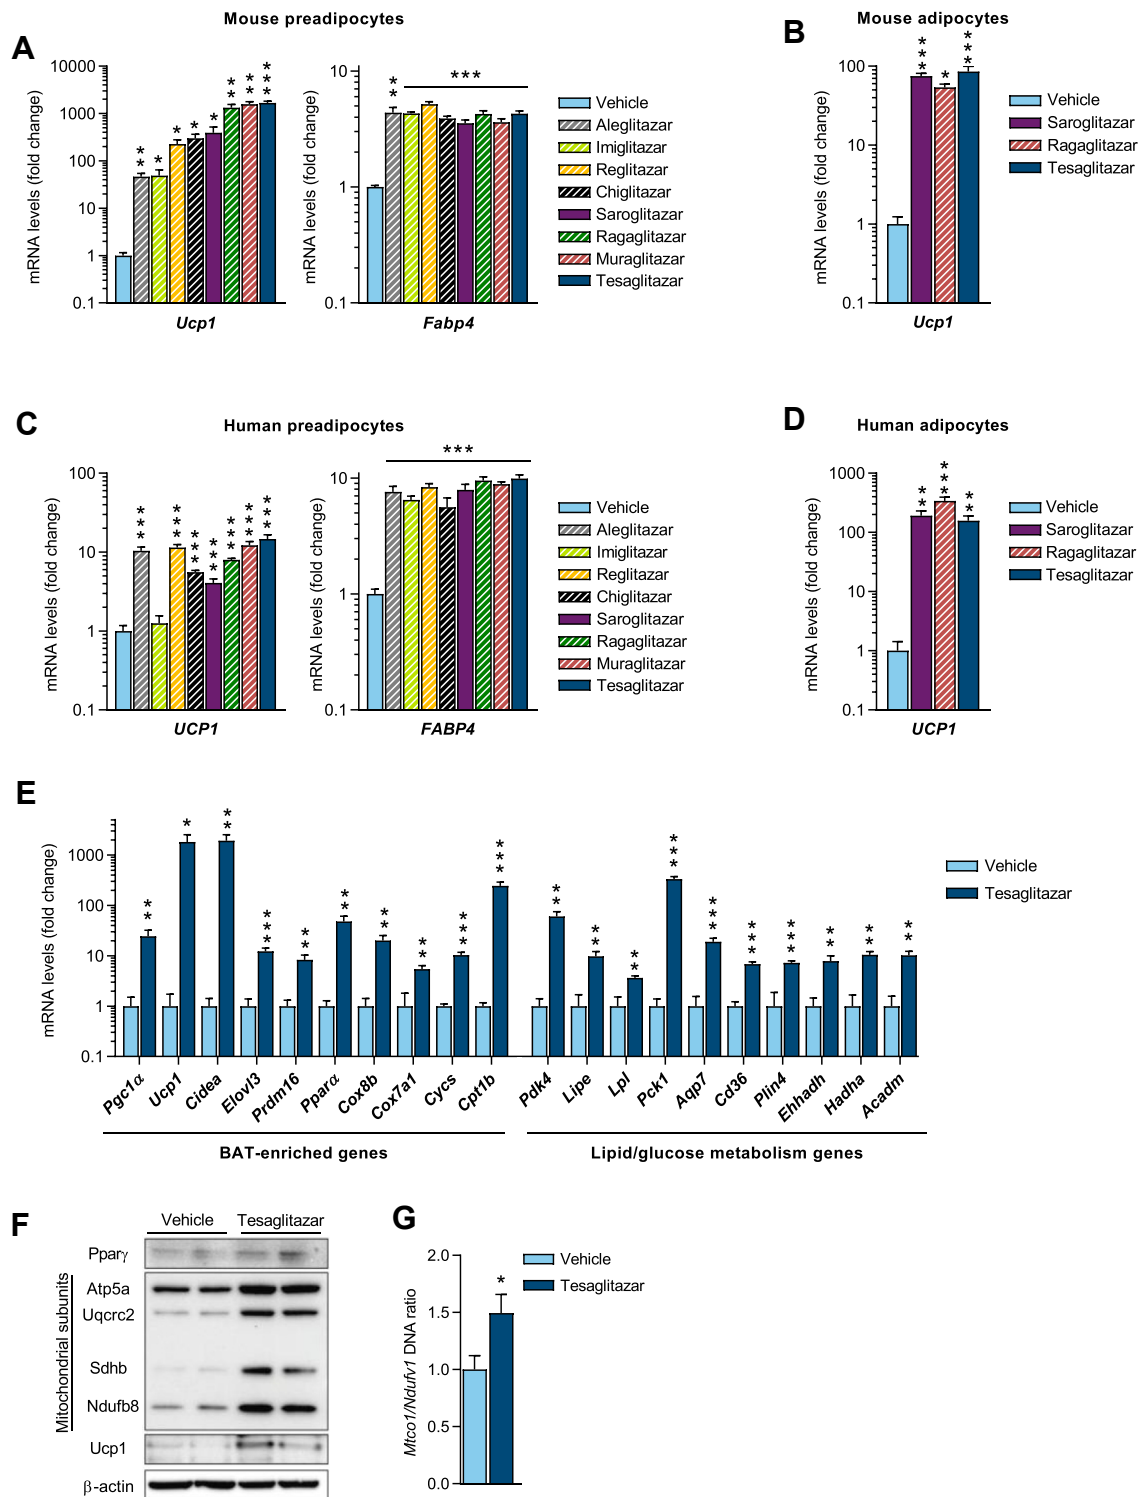 A
Mouse preadipocytes
mRNA levels (fold change)
10000
1000
100
10
1
0.1
** * * * * ** ** ***
Ucp1
mRNA levels (fold change)
10
1
0.1
** ***
Fabp4
Vehicle
Aleglitazar
Imiglitazar
Reglitazar
Chiglitazar
Saroglitazar
Ragaglitazar
Muraglitazar
Tesaglitazar
B
Mouse adipocytes
mRNA levels (fold change)
100
10
1
0.1
*** * ***
Ucp1
Vehicle
Saroglitazar
Ragaglitazar
Tesaglitazar
C
Human preadipocytes
mRNA levels (fold change)
100
10
1
0.1
*** *** *** *** *** *** ***
UCP1
mRNA levels (fold change)
10
1
0.1
***
FABP4
Vehicle
Aleglitazar
Imiglitazar
Reglitazar
Chiglitazar
Saroglitazar
Ragaglitazar
Muraglitazar
Tesaglitazar
D
Human adipocytes
mRNA levels (fold change)
1000
100
10
1
0.1
** *** **
UCP1
Vehicle
Saroglitazar
Ragaglitazar
Tesaglitazar
E
mRNA levels (fold change)
1000
100
10
1
0.1
** * ** *** ** ** ** ** *** *** ** ** ** *** *** *** *** ** ** **
Pgc1α Ucp1 Cidea Elovl3 Prdm16 Pparα Cox8b Cox7a1 Cycs Cpt1b Pdk4 Lipe Lpl Pck1 Aqp7 Cd36 Plin4 Ehhadh Hadha Acadm
BAT-enriched genes
Lipid/glucose metabolism genes
Vehicle
Tesaglitazar
F
Vehicle Tesaglitazar
Pparγ
Mitochondrial subunits
Atp5a
Uqcrc2
Sdhb
Ndufb8
Ucp1
β-actin
G
Mtco1/Ndufv1 DNA ratio
2.0
1.5
1.0
0.5
0.0
*
Vehicle
Tesaglitazar